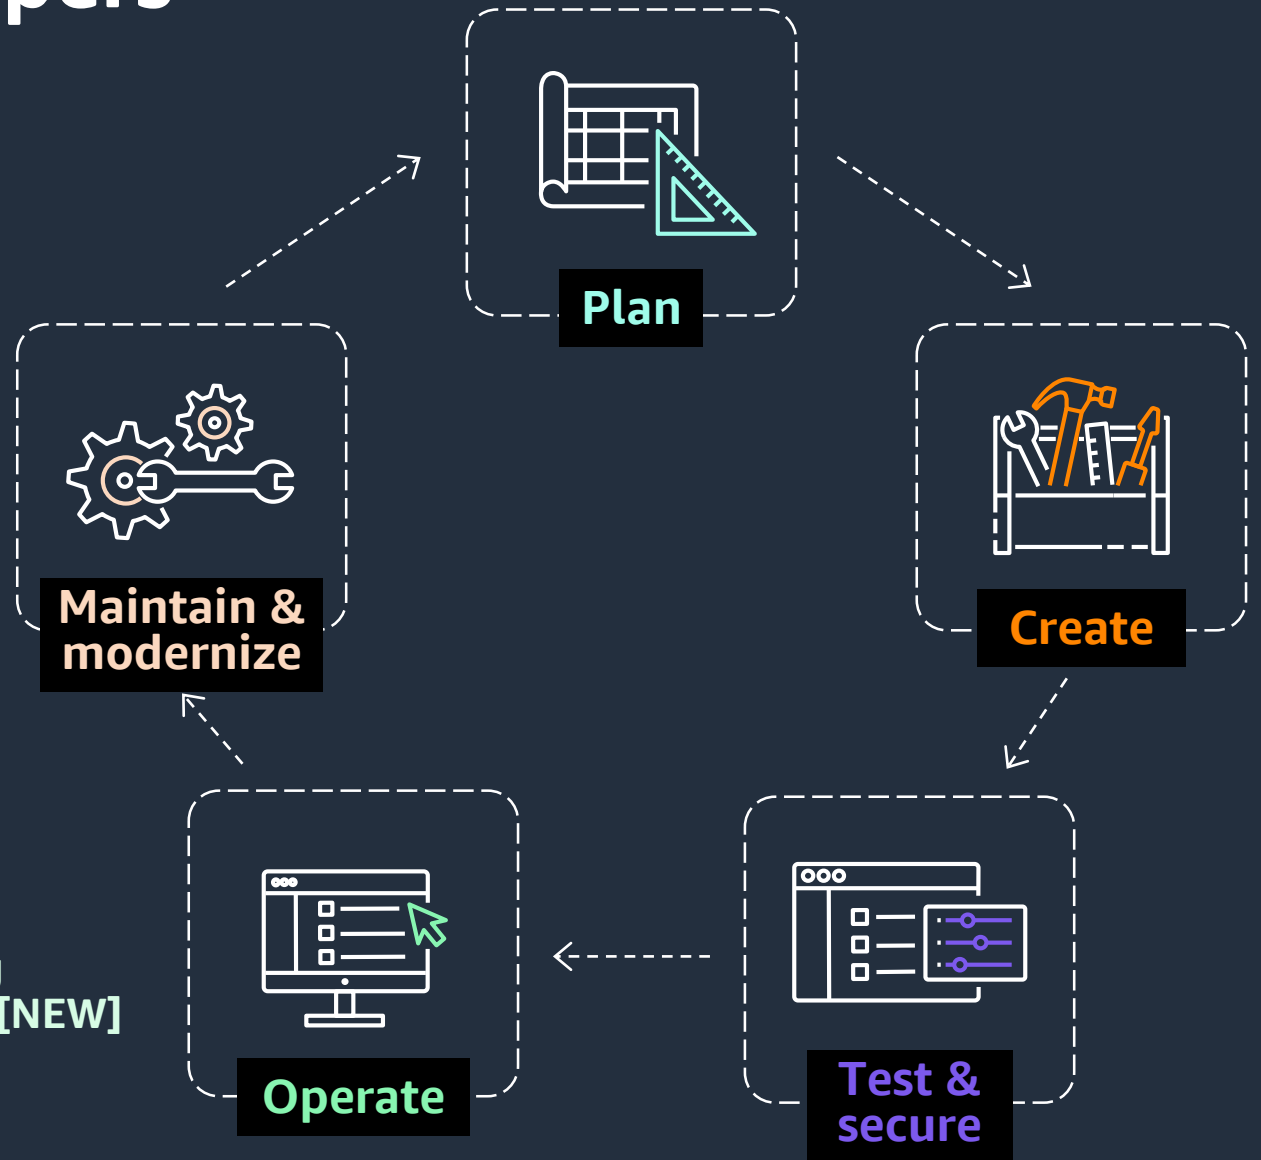 Plan
Maintain &
modernize
Create
[NEW]
Operate
Test &
secure